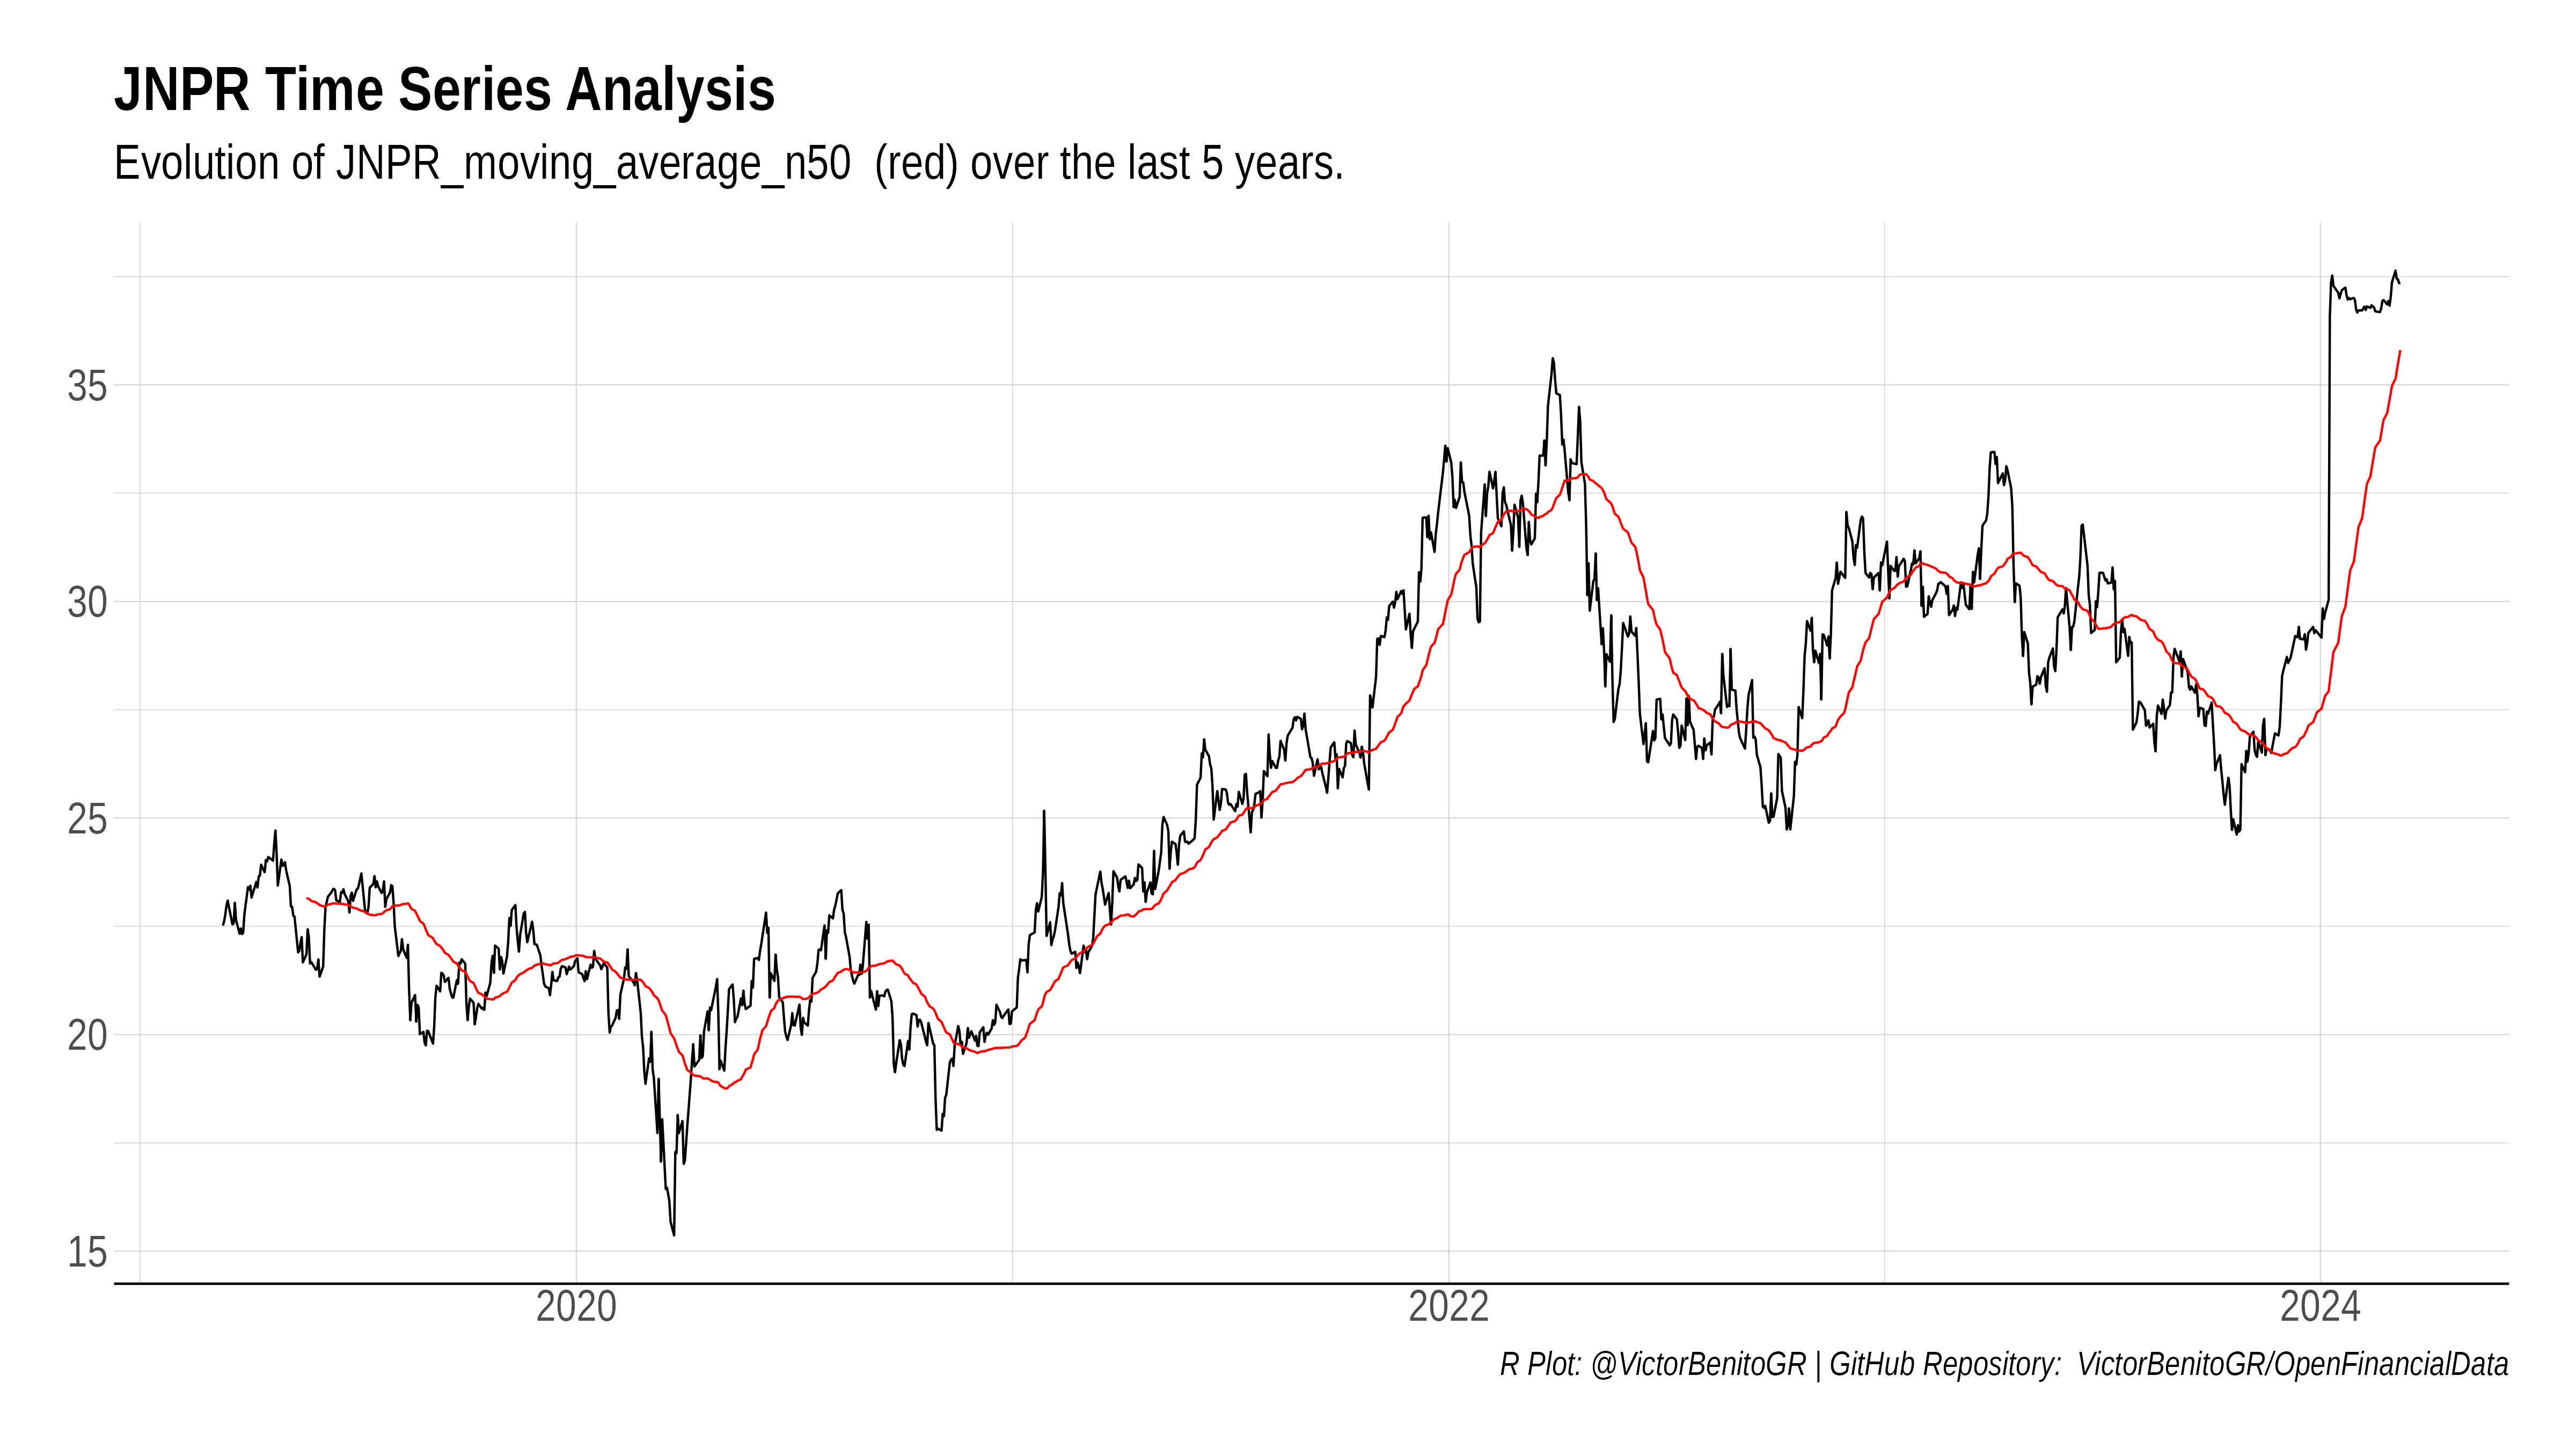 JNPR Time Series Analysis
Evolution of JNPR_moving_average_n50  (red) over the last 5 years.
35
30
25
20
15
2020
2022
2024
R Plot: @VictorBenitoGR | GitHub Repository:  VictorBenitoGR/OpenFinancialData